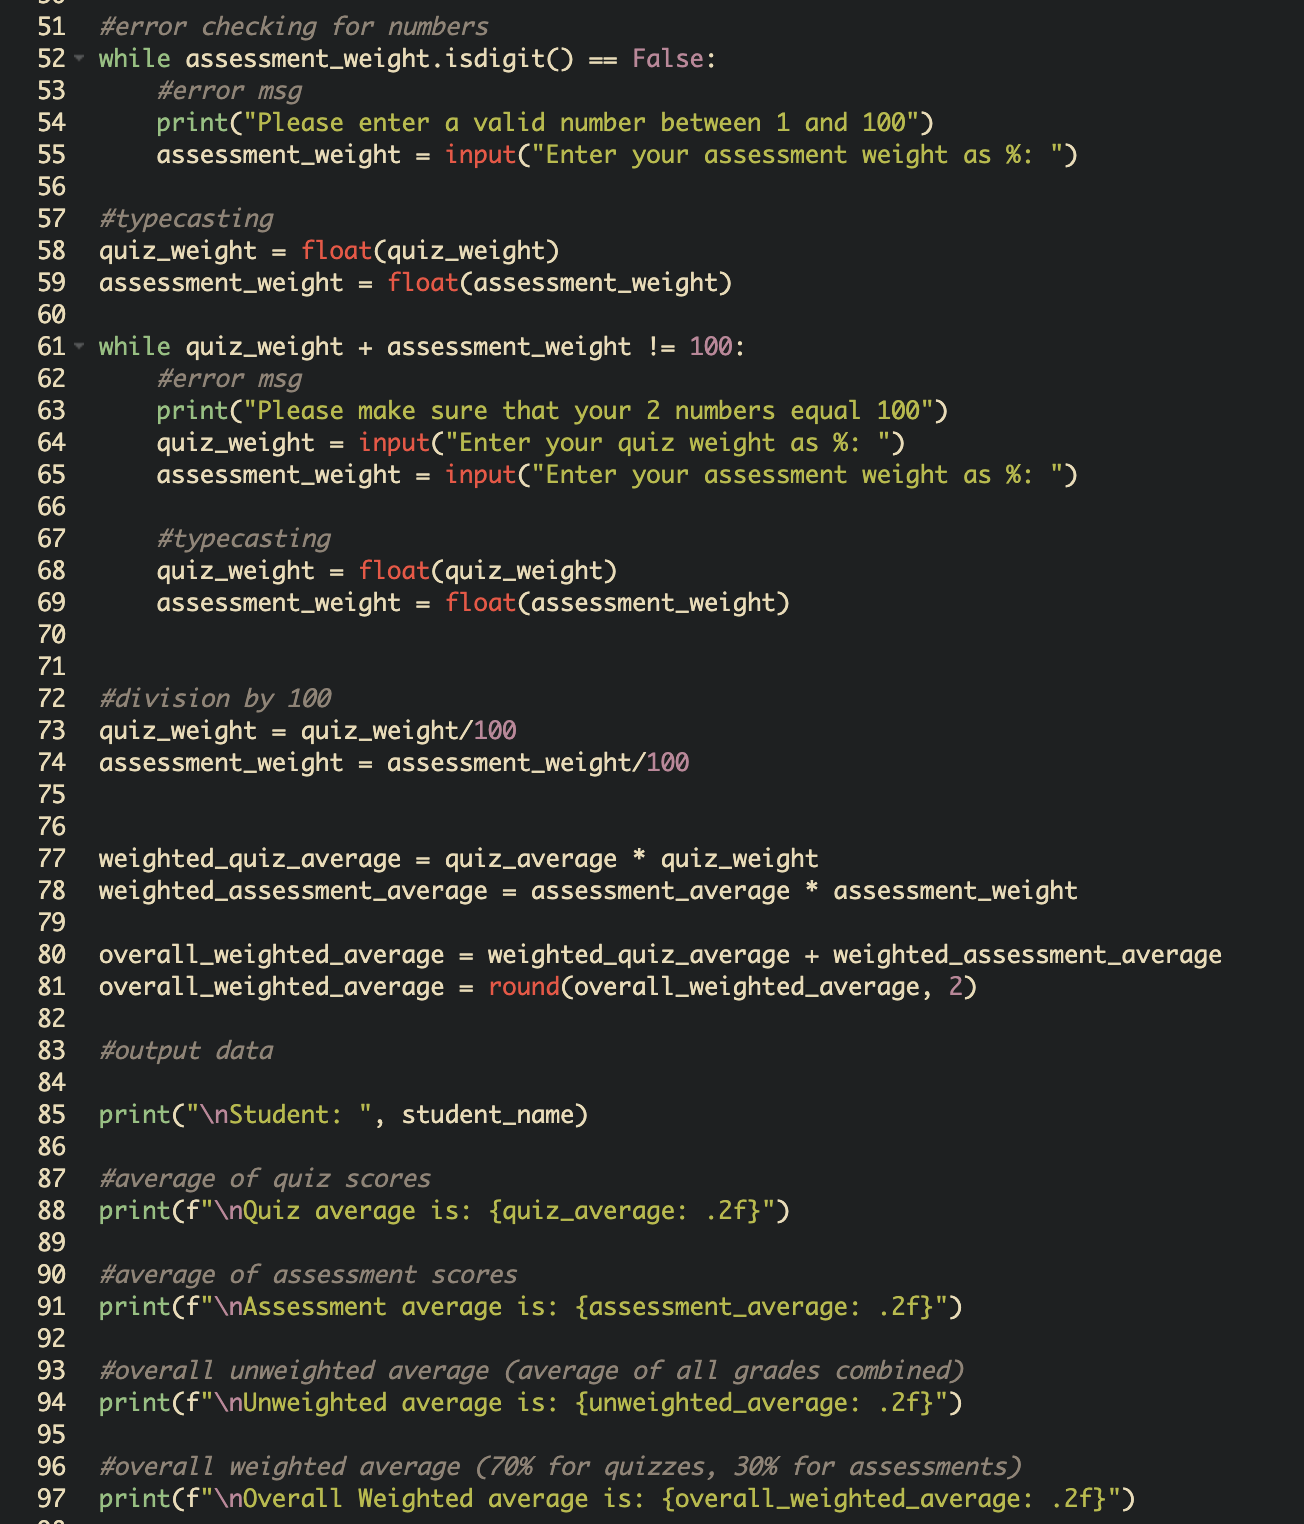 51 #error checking for numbers
52 while assessment_weight.isdigit() == False:
53     #error msg
54     print("Please enter a valid number between 1 and 100")
55     assessment_weight = input("Enter your assessment weight as %: ")
56
57 #typecasting
58 quiz_weight = float(quiz_weight)
59 assessment_weight = float(assessment_weight)
60
61 while quiz_weight + assessment_weight != 100:
62     #error msg
63     print("Please make sure that your 2 numbers equal 100")
64     quiz_weight = input("Enter your quiz weight as %: ")
65     assessment_weight = input("Enter your assessment weight as %: ")
66
67     #typecasting
68     quiz_weight = float(quiz_weight)
69     assessment_weight = float(assessment_weight)
70
71
72 #division by 100
73 quiz_weight = quiz_weight/100
74 assessment_weight = assessment_weight/100
75
76
77 weighted_quiz_average = quiz_average * quiz_weight
78 weighted_assessment_average = assessment_average * assessment_weight
79
80 overall_weighted_average = weighted_quiz_average + weighted_assessment_average
81 overall_weighted_average = round(overall_weighted_average, 2)
82
83 #output data
84
85 print("\nStudent: ", student_name)
86
87 #average of quiz scores
88 print(f"\nQuiz average is: {quiz_average: .2f}")
89
90 #average of assessment scores
91 print(f"\nAssessment average is: {assessment_average: .2f}")
92
93 #overall unweighted average (average of all grades combined)
94 print(f"\nUnweighted average is: {unweighted_average: .2f}")
95
96 #overall weighted average (70% for quizzes, 30% for assessments)
97 print(f"\nOverall Weighted average is: {overall_weighted_average: .2f}")